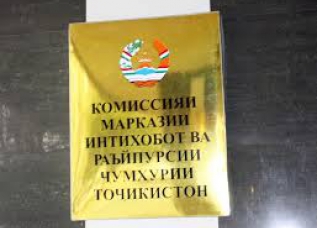 КОМИССИЯИ
МАРКАЗИИ
ИНТИХОБОТ ВА
РАЪЙПУРСИИ
ҶУМҲУРИИ
ТОҶИКИСТОН